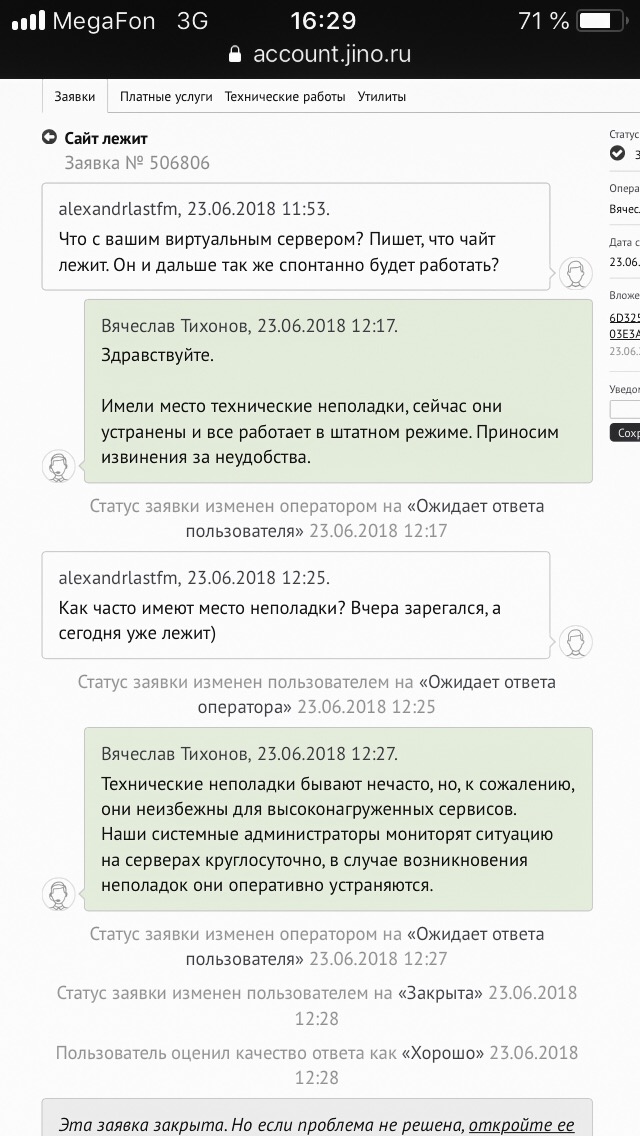 MegaFon 3G 16:29 71 %
account.jino.ru
Заявки Платные услуги Технические работы Утилиты
Сайт лежит
Заявка № 506806
alexandrlastfm, 23.06.2018 11:53.
Что с вашим виртуальным сервером? Пишет, что чайт
лежит. Он и дальше так же спонтанно будет работать?
Вячеслав Тихонов, 23.06.2018 12:17.
Здравствуйте.
Имели место технические неполадки, сейчас они
устранены и все работает в штатном режиме. Приносим
извинения за неудобства.
Статус заявки изменен оператором на «Ожидает ответа
пользователя» 23.06.2018 12:17
alexandrlastfm, 23.06.2018 12:25.
Как часто имеют место неполадки? Вчера зарегался, а
сегодня уже лежит)
Статус заявки изменен пользователем на «Ожидает ответа
оператора» 23.06.2018 12:25
Вячеслав Тихонов, 23.06.2018 12:27.
Технические неполадки бывают нечасто, но, к сожалению,
они неизбежны для высоконагруженных сервисов.
Наши системные администраторы мониторят ситуацию
на серверах круглосуточно, в случае возникновения
неполадок они оперативно устраняются.
Статус заявки изменен оператором на «Ожидает ответа
пользователя» 23.06.2018 12:27
Статус заявки изменен пользователем на «Закрыта» 23.06.2018
12:28
Пользователь оценил качество ответа как «Хорошо» 23.06.2018
12:28
Эта заявка закрыта. Но если проблема не решена, откройте ее
Статус
З
Опера
Вячес
Дата с
23.06.
Вложе
6D325
03E3A
23.06.
Уведо
Сохр